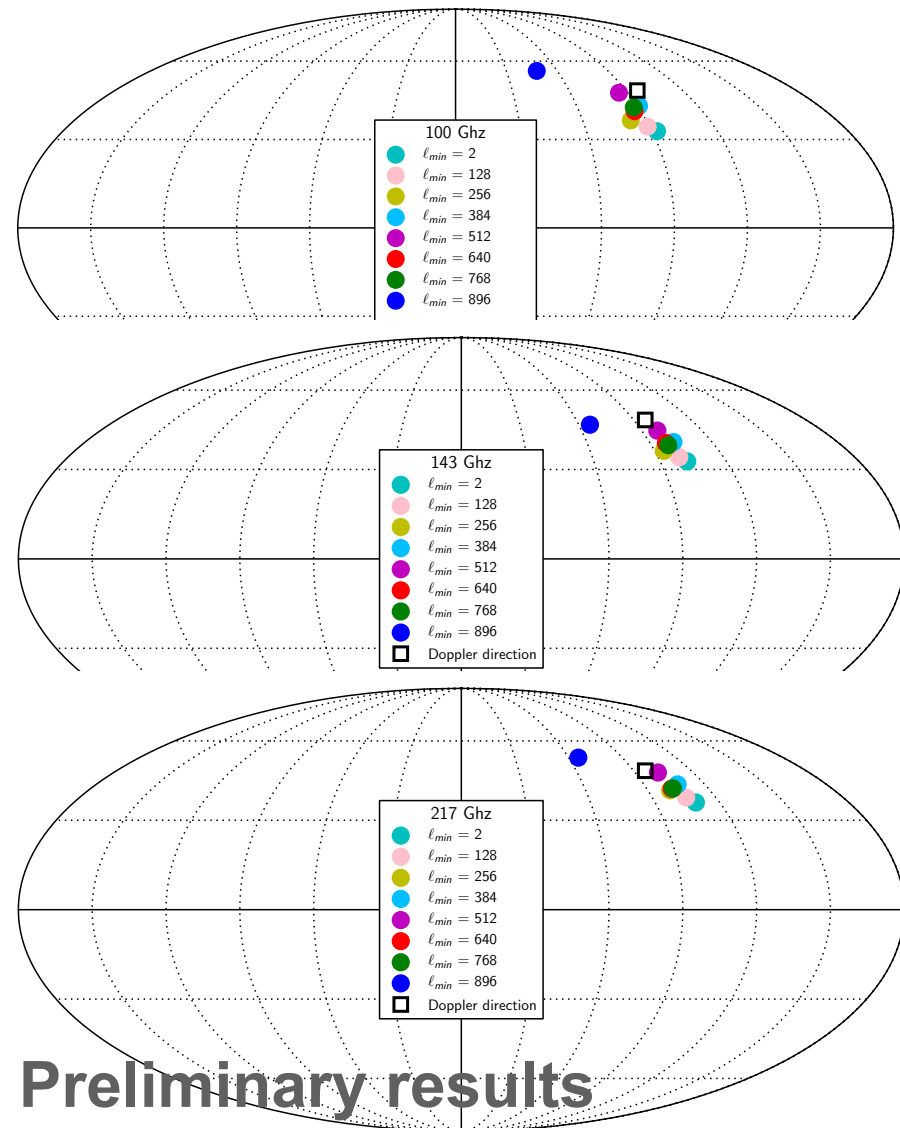 100 Ghz
ℓmin = 2
ℓmin = 128
ℓmin = 256
ℓmin = 384
ℓmin = 512
ℓmin = 640
ℓmin = 768
ℓmin = 896
143 Ghz
ℓmin = 2
ℓmin = 128
ℓmin = 256
ℓmin = 384
ℓmin = 512
ℓmin = 640
ℓmin = 768
ℓmin = 896
Doppler direction
217 Ghz
ℓmin = 2
ℓmin = 128
ℓmin = 256
ℓmin = 384
ℓmin = 512
ℓmin = 640
ℓmin = 768
ℓmin = 896
Doppler direction
Preliminary results